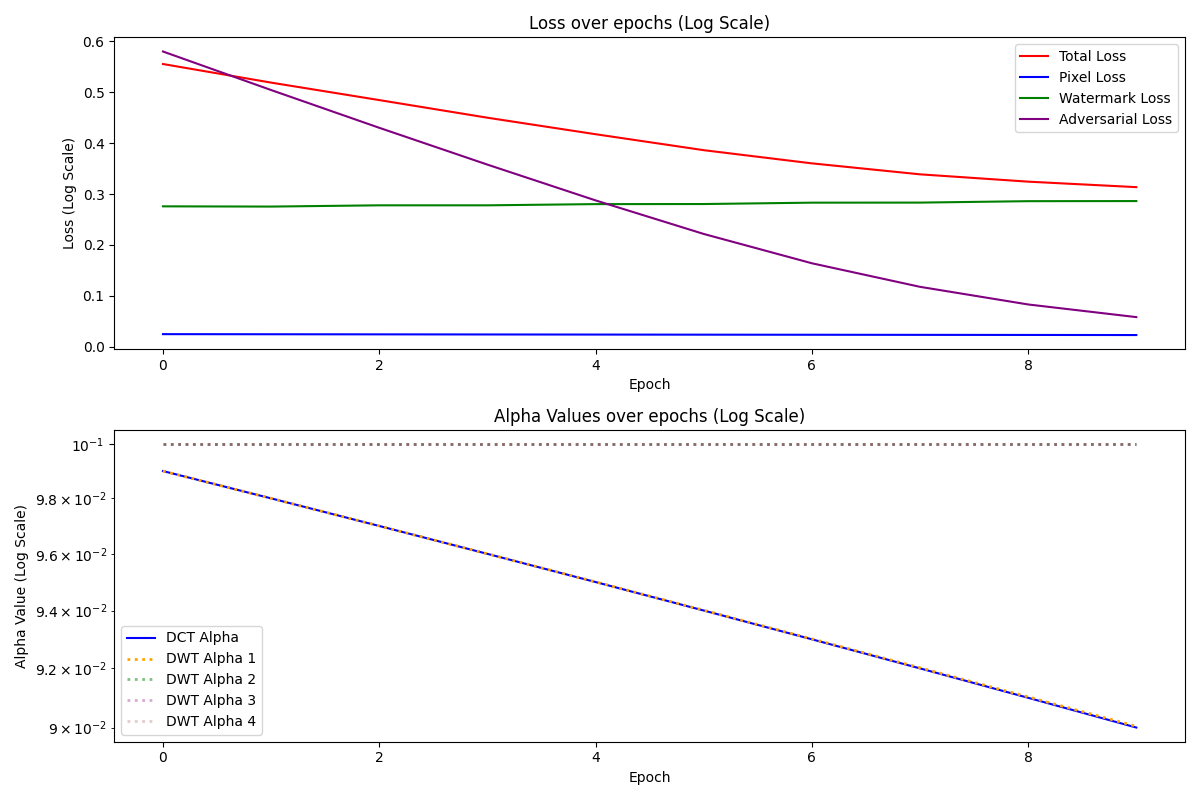 Loss over epochs (Log Scale)
0.6
0.5
0.4
0.3
0.2
0.1
0.0
Loss (Log Scale)
Total Loss
Pixel Loss
Watermark Loss
Adversarial Loss
0 2 4 6 8
Epoch
Alpha Values over epochs (Log Scale)
10⁻¹
9.8 × 10⁻²
9.6 × 10⁻²
9.4 × 10⁻²
9.2 × 10⁻²
9 × 10⁻²
Alpha Value (Log Scale)
DCT Alpha
DWT Alpha 1
DWT Alpha 2
DWT Alpha 3
DWT Alpha 4
0 2 4 6 8
Epoch